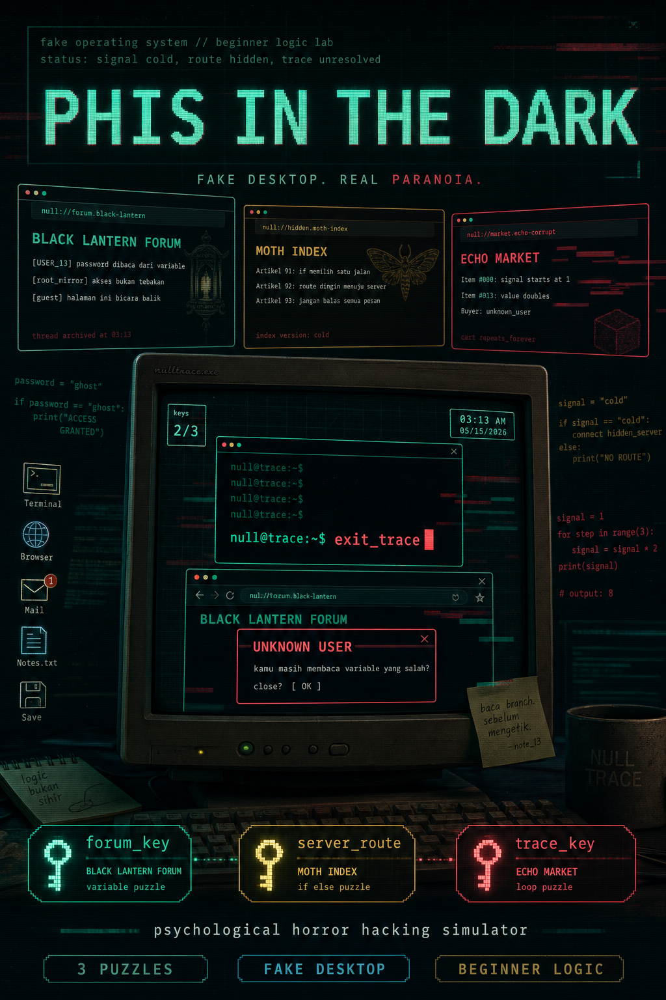 fake operating system // beginner logic lab
status: signal cold, route hidden, trace unresolved
PHIS IN THE DARK
FAKE DESKTOP. REAL PARANOIA.
null://forum.black-lantern
BLACK LANTERN FORUM
[USER_13] password dibaca dari variable
[root_mirror] akses bukan tebakan
[guest] halaman ini bicara balik
thread archived at 03:13
null://hidden.moth-index
MOTH INDEX
Artikel 91: if memilih satu jalan
Artikel 92: route dingin menuju server
Artikel 93: jangan balas semua pesan
index version: cold
null://market.echo-corrupt
ECHO MARKET
Item #000: signal starts at 1
Item #013: value doubles
Buyer: unknown_user
cart repeats_forever
password = "ghost"
if password == "ghost":
print("ACCESS
GRANTED")
Terminal
Browser
1
Mail
Notes.txt
Save
nulltrace.exe
keys
2/3
03:13 AM
05/15/2026
null@trace:~$
null@trace:~$
null@trace:~$
null@trace:~$
null@trace:~$ exit_trace
nul://forum.black-lantern
BLACK LANTERN FORUM
UNKNOWN USER
kamu masih membaca variable yang salah?
close? [ OK ]
signal = "cold"
if signal == "cold":
connect hidden_server
else:
print("NO ROUTE")
signal = 1
for step in range(3):
signal = signal * 2
print(signal)
# output: 8
baca branch.
sebelum
mengetik.
- note_13
logic
bukan
sihir
NULL
TRACE
forum_key
BLACK LANTERN FORUM
variable puzzle
server_route
MOTH INDEX
if else puzzle
trace_key
ECHO MARKET
loop puzzle
psychological horror hacking simulator
3 PUZZLES
FAKE DESKTOP
BEGINNER LOGIC